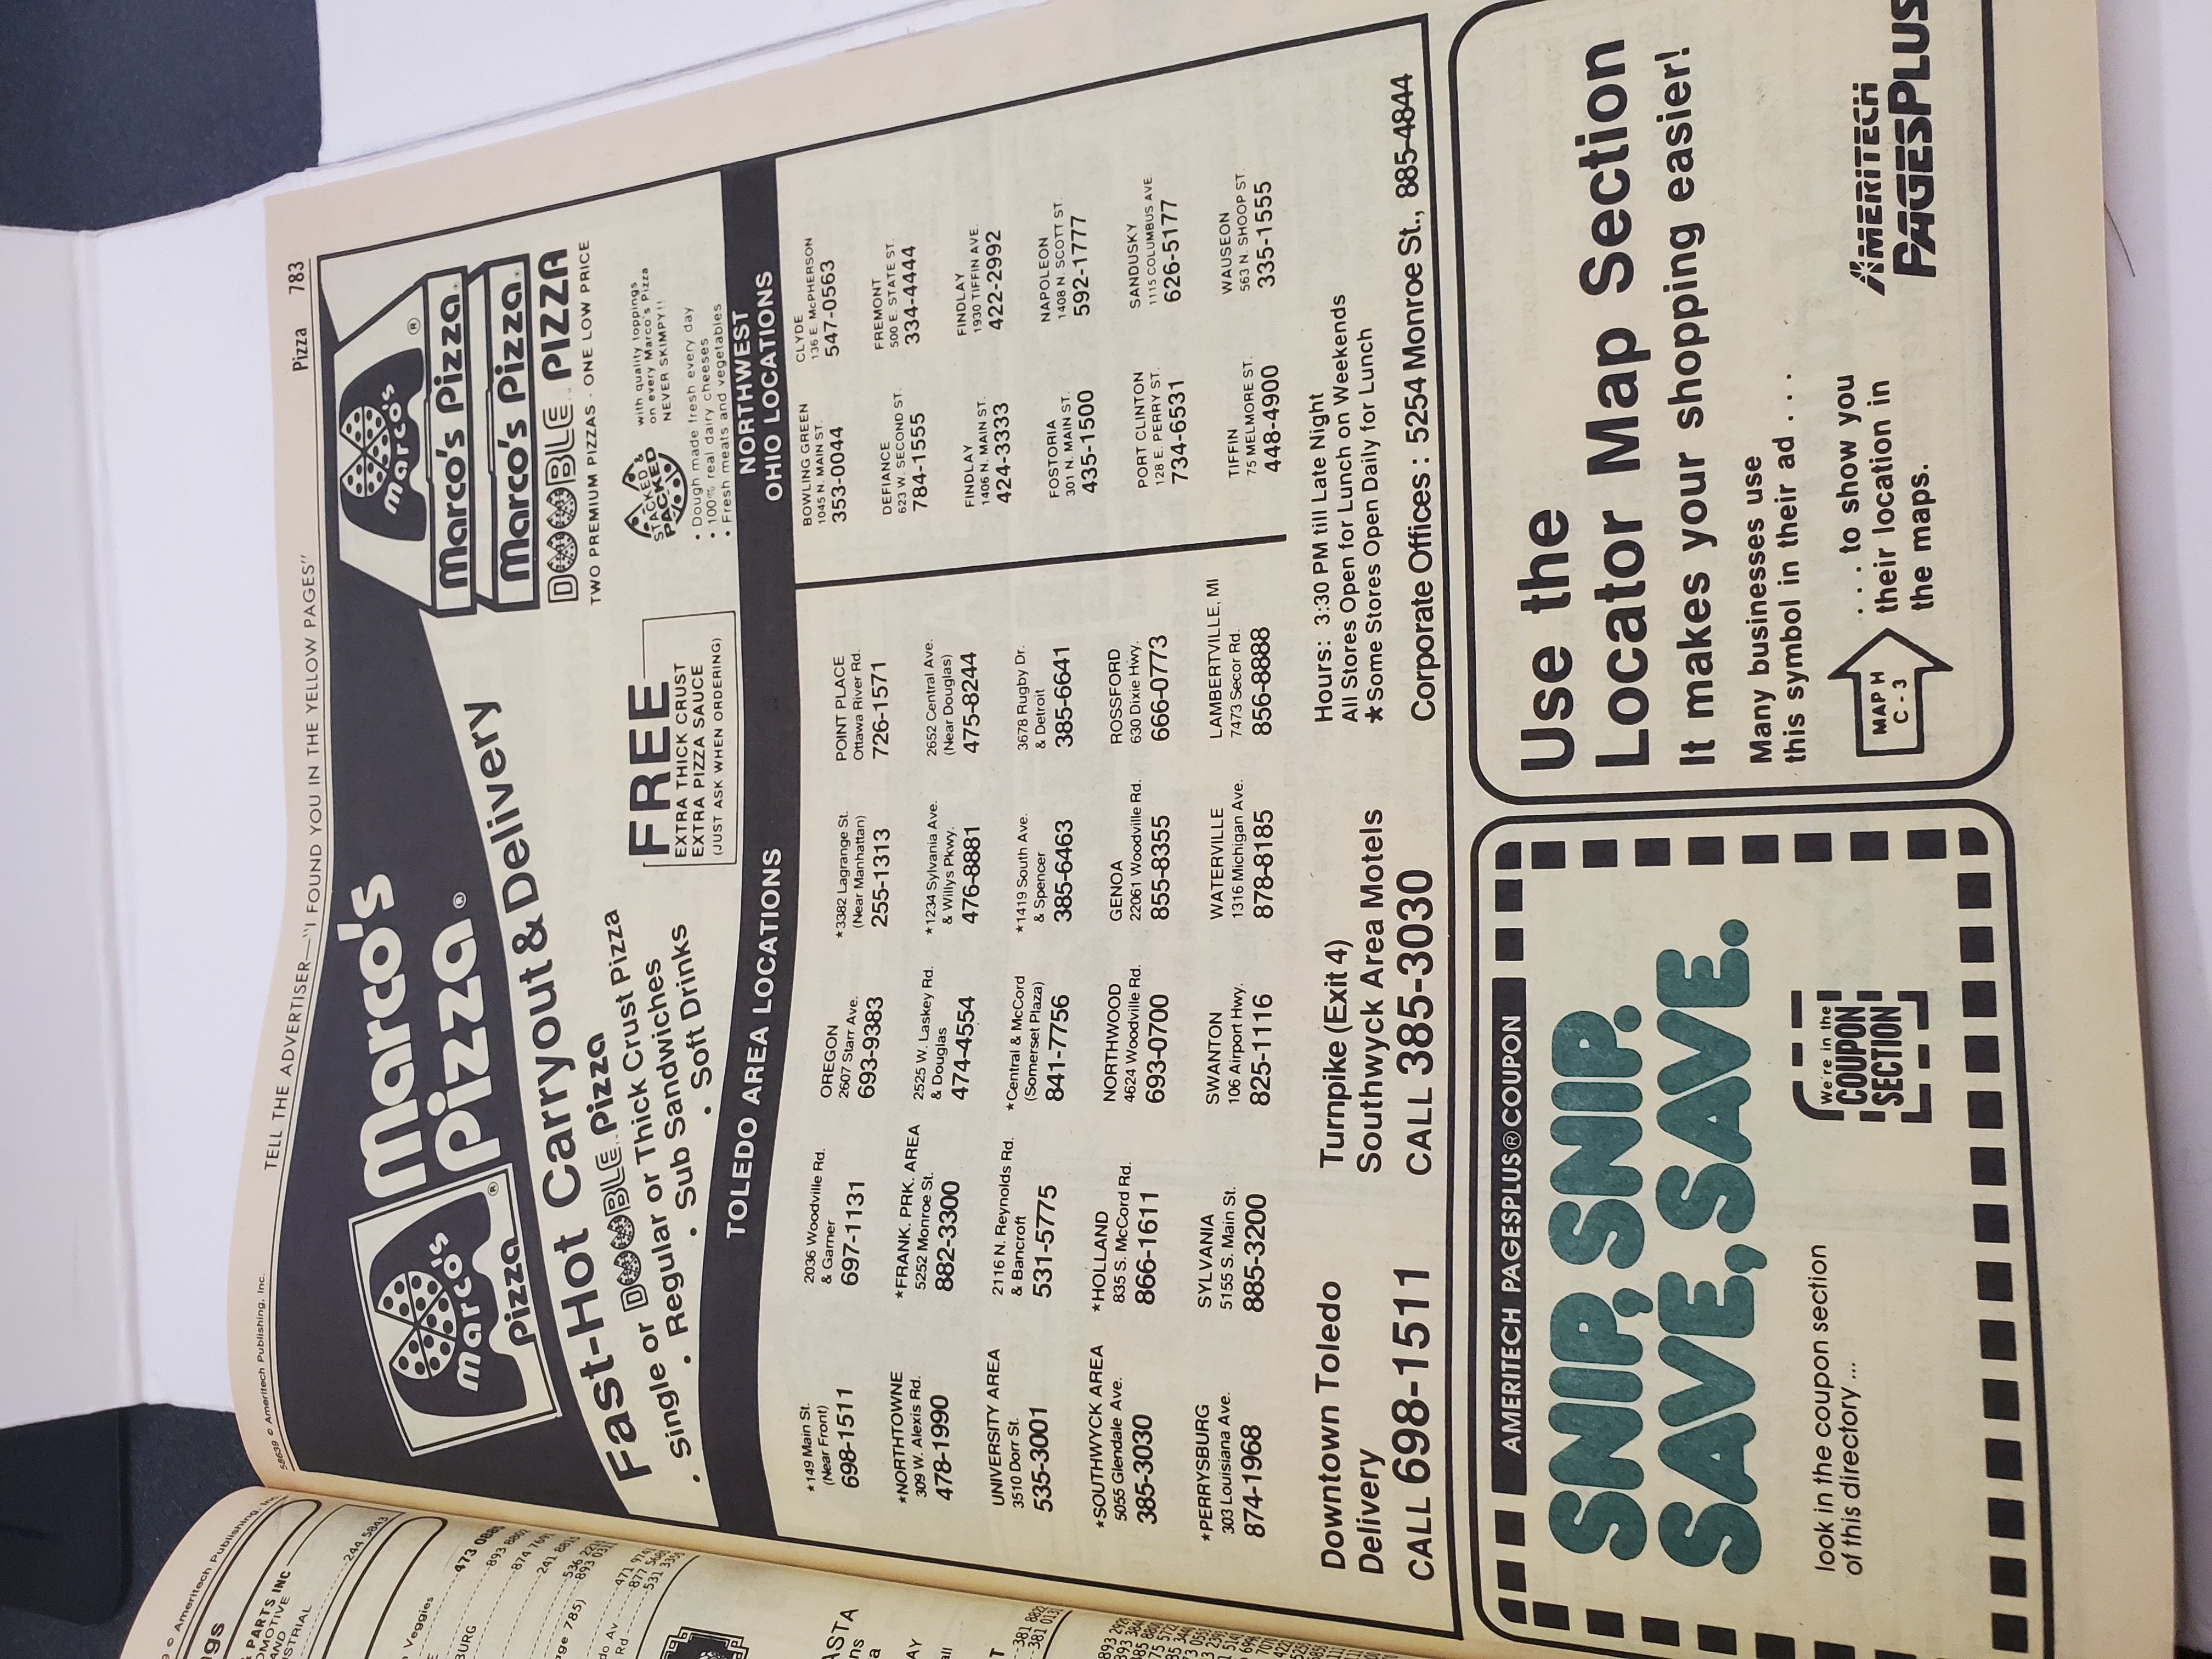 58639 © Ameritech Publishing, Inc.
TELL THE ADVERTISER—"I FOUND YOU IN THE YELLOW PAGES"
Pizza 783
marco's
Pizza
®
marco's
Pizza®
Fast-Hot Carryout & Delivery
• Single or DOUBLE Pizza
• Regular or Thick Crust Pizza
• Sub Sandwiches
• Soft Drinks
FREE
EXTRA THICK CRUST
EXTRA PIZZA SAUCE
(JUST ASK WHEN ORDERING)
marco's
®
marco's Pizza®
marco's Pizza®
DOUBLE PIZZA
TWO PREMIUM PIZZAS · ONE LOW PRICE
STACKED &
PACKED
with quality toppings
on every Marco's Pizza
NEVER SKIMPY!!
• Dough made fresh every day
• 100% real dairy cheeses
• Fresh meats and vegetables
TOLEDO AREA LOCATIONS
★149 Main St.
(Near Front)
698-1511
2036 Woodville Rd.
& Garner
697-1131
OREGON
2607 Starr Ave.
693-9383
★3382 Lagrange St.
(Near Manhattan)
255-1313
POINT PLACE
Ottawa River Rd.
726-1571
★NORTHTOWNE
309 W. Alexis Rd.
478-1990
★FRANK. PRK. AREA
5252 Monroe St.
882-3300
2525 W. Laskey Rd.
& Douglas
474-4554
★1234 Sylvania Ave.
& Willys Pkwy.
476-8881
2652 Central Ave.
(Near Douglas)
475-8244
UNIVERSITY AREA
3510 Dorr St.
535-3001
2116 N. Reynolds Rd.
& Bancroft
531-5775
★Central & McCord
(Somerset Plaza)
841-7756
★1419 South Ave.
& Spencer
385-6463
3678 Rugby Dr.
& Detroit
385-6641
★SOUTHWYCK AREA
5055 Glendale Ave.
385-3030
★HOLLAND
835 S. McCord Rd.
866-1611
NORTHWOOD
4624 Woodville Rd.
693-0700
GENOA
22061 Woodville Rd.
855-8355
ROSSFORD
630 Dixie Hwy.
666-0773
★PERRYSBURG
303 Louisiana Ave.
874-1968
SYLVANIA
5155 S. Main St.
885-3200
SWANTON
106 Airport Hwy.
825-1116
WATERVILLE
1316 Michigan Ave.
878-8185
LAMBERTVILLE, MI
7473 Secor Rd.
856-8888
NORTHWEST
OHIO LOCATIONS
BOWLING GREEN
1045 N. MAIN ST.
353-0044
CLYDE
136 E. McPHERSON
547-0563
DEFIANCE
623 W. SECOND ST.
784-1555
FREMONT
500 E. STATE ST.
334-4444
FINDLAY
1406 N. MAIN ST.
424-3333
FINDLAY
1930 TIFFIN AVE.
422-2992
FOSTORIA
301 N. MAIN ST.
435-1500
NAPOLEON
1408 N. SCOTT ST.
592-1777
PORT CLINTON
128 E. PERRY ST.
734-6531
SANDUSKY
1115 COLUMBUS AVE
626-5177
TIFFIN
75 MELMORE ST.
448-4900
WAUSEON
563 N. SHOOP ST.
335-1555
Downtown Toledo
Delivery
CALL 698-1511
Turnpike (Exit 4)
Southwyck Area Motels
CALL 385-3030
Hours: 3:30 PM till Late Night
All Stores Open for Lunch on Weekends
★Some Stores Open Daily for Lunch
Corporate Offices: 5254 Monroe St., 885-4844
AMERITECH PAGESPLUS® COUPON
SNIP, SNIP.
SAVE, SAVE.
look in the coupon section
of this directory ...
We're in the
COUPON
SECTION
Use the
Locator Map Section
It makes your shopping easier!
Many businesses use
this symbol in their ad . . .
MAP H
C - 3
. . . to show you
their location in
the maps.
AMERITECH
PAGESPLUS
© Ameritech Publishing, Inc.
PARTS INC
244 5843
Veggies
473 0880